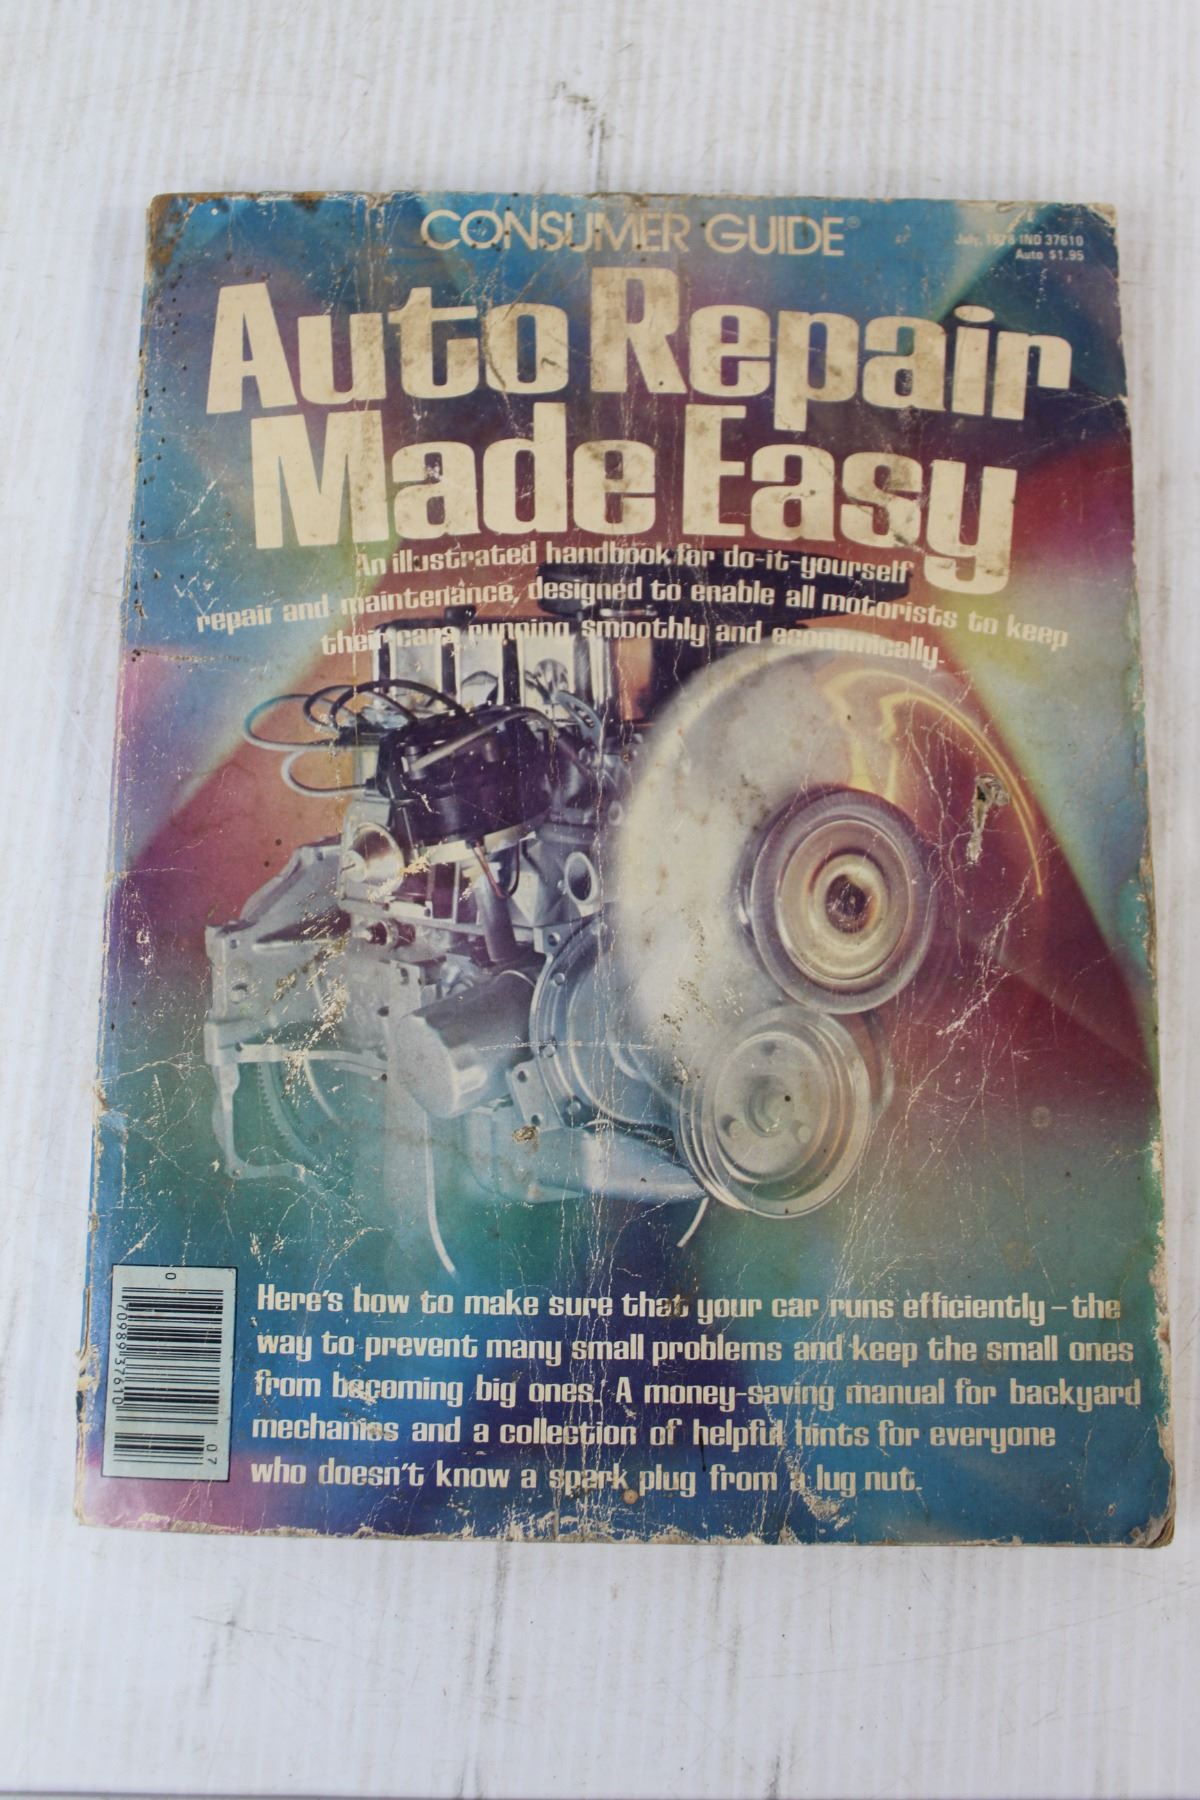 CONSUMER GUIDE®
July, IND 37610
Auto $1.95
Auto Repair
Made Easy
An illustrated handbook for do-it-yourself
repair and maintenance, designed to enable all motorists to keep
their cars running smoothly and economically.
Here's how to make sure that your car runs efficiently – the
way to prevent many small problems and keep the small ones
from becoming big ones. A money-saving manual for backyard
mechanics and a collection of helpful hints for everyone
who doesn't know a spark plug from a lug nut.
0
70989 37610
07